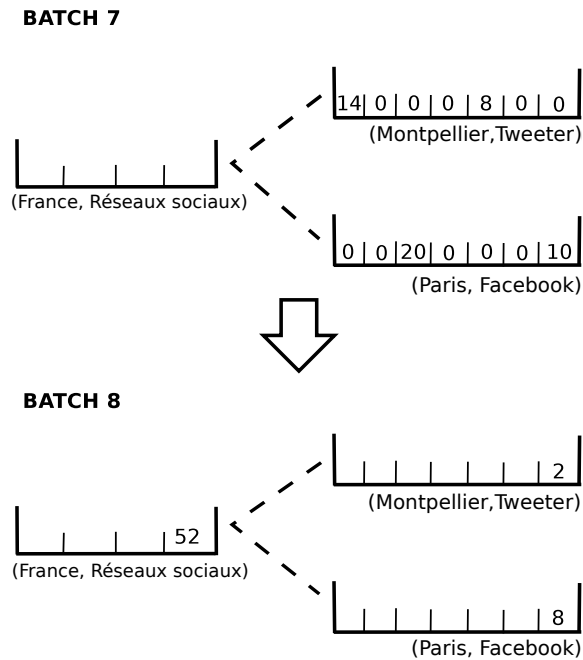 BATCH 7
14 0 0 0 8 0 0
(Montpellier,Tweeter)
(France, Réseaux sociaux)
0 0 20 0 0 0 10
(Paris, Facebook)
BATCH 8
2
(Montpellier,Tweeter)
52
(France, Réseaux sociaux)
8
(Paris, Facebook)